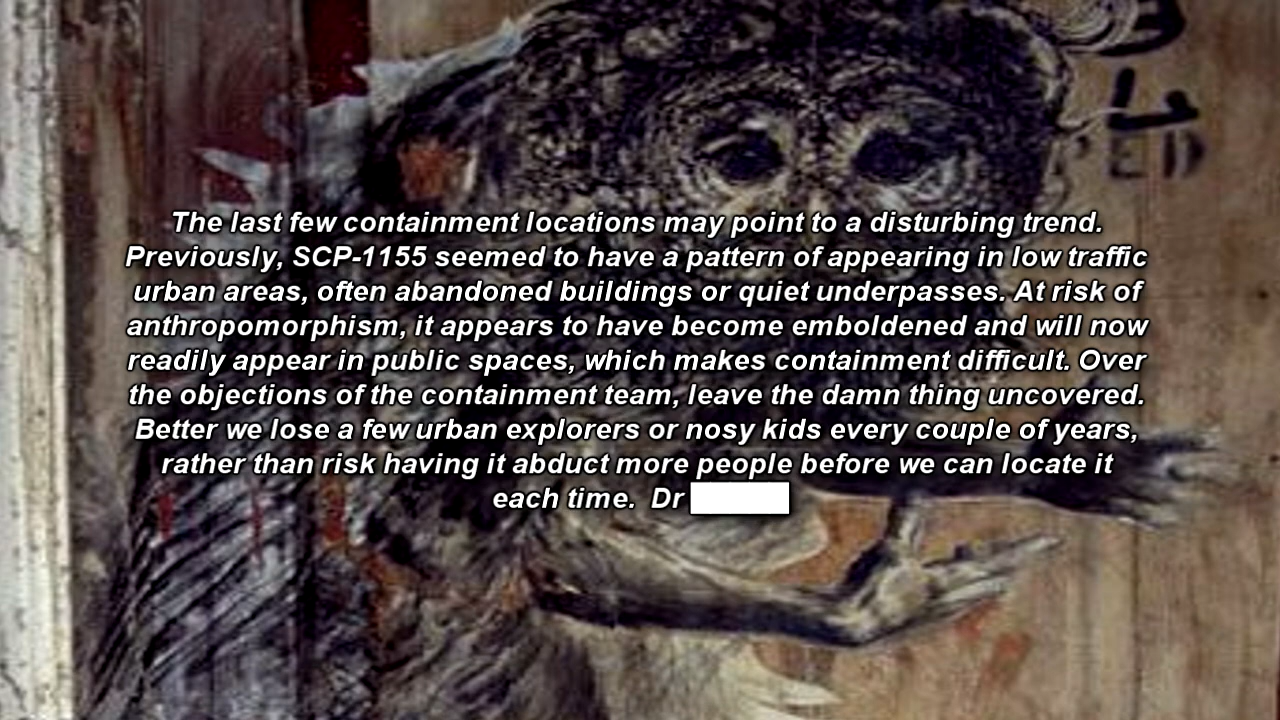 The last few containment locations may point to a disturbing trend.
Previously, SCP-1155 seemed to have a pattern of appearing in low traffic
urban areas, often abandoned buildings or quiet underpasses. At risk of
anthropomorphism, it appears to have become emboldened and will now
readily appear in public spaces, which makes containment difficult. Over
the objections of the containment team, leave the damn thing uncovered.
Better we lose a few urban explorers or nosy kids every couple of years,
rather than risk having it abduct more people before we can locate it
each time. Dr